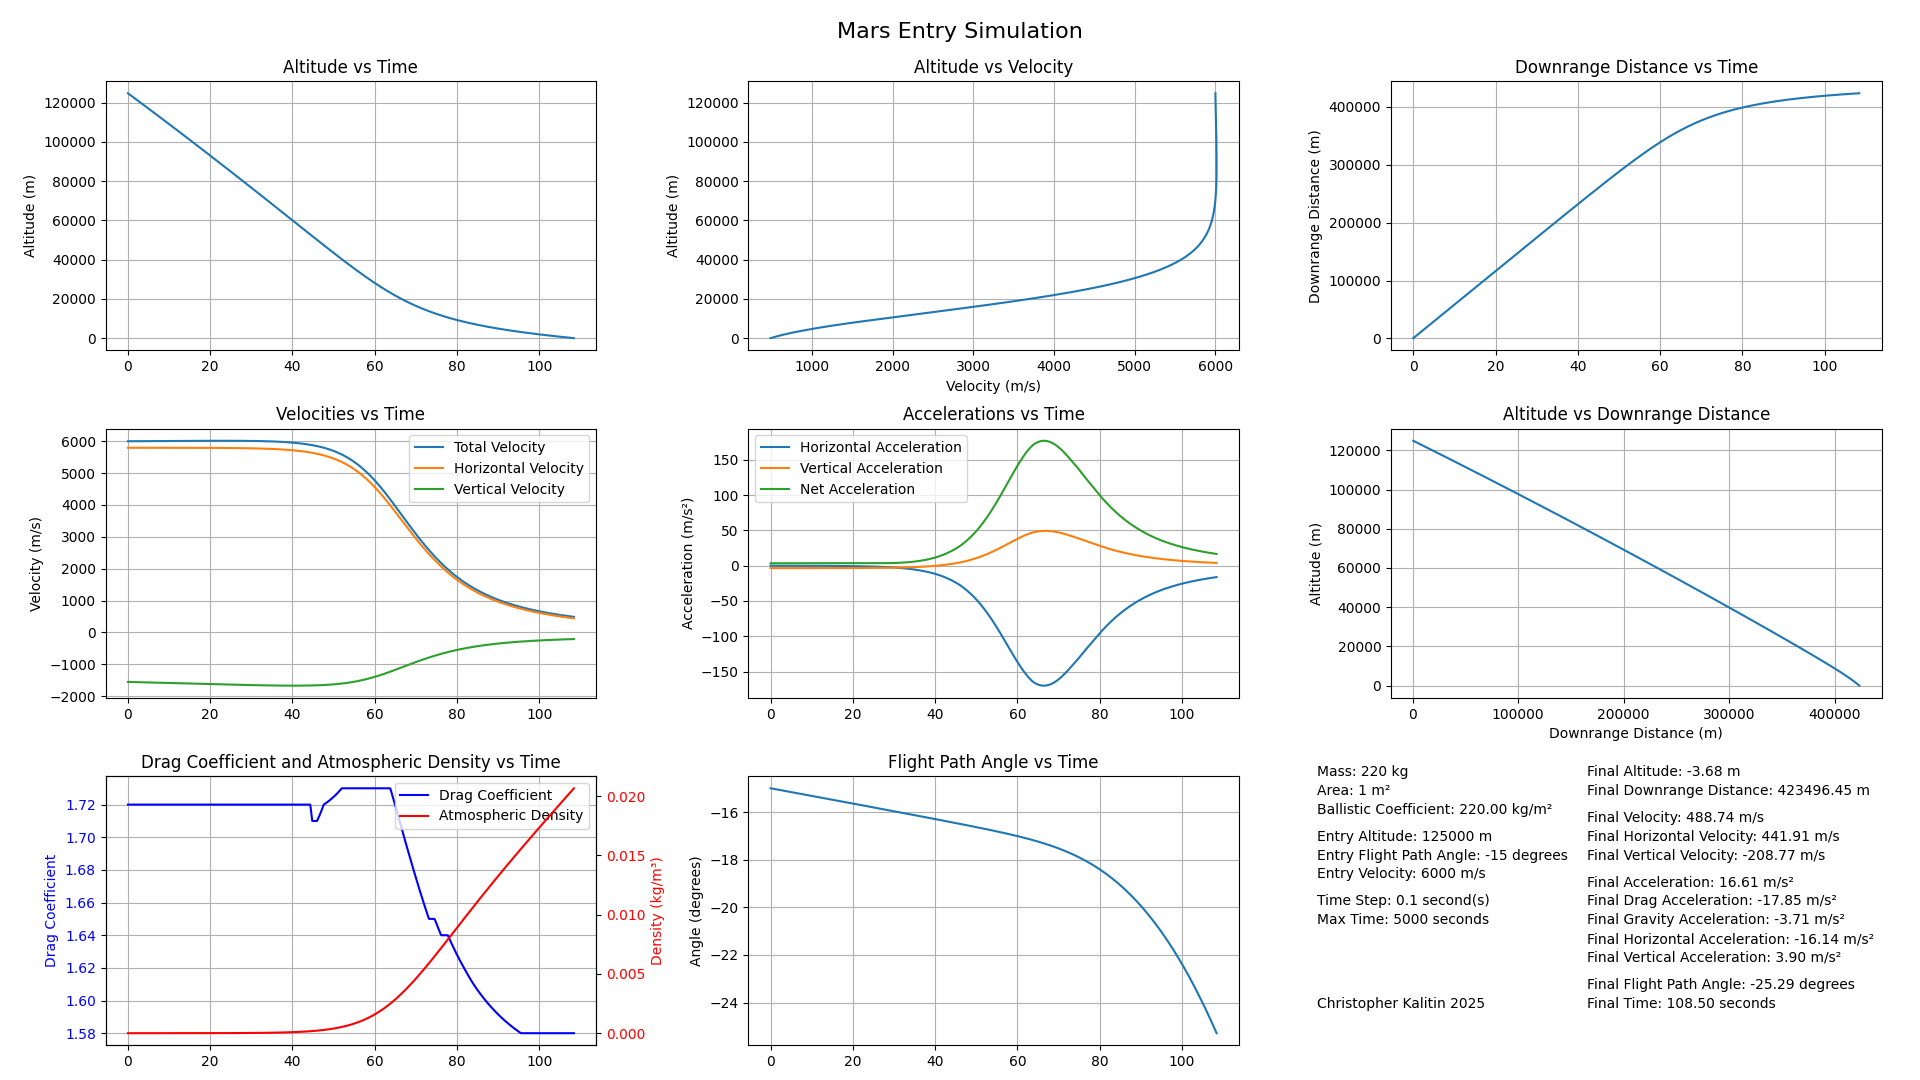 Mars Entry Simulation
Altitude vs Time
Altitude (m)
120000
100000
80000
60000
40000
20000
0
0 20 40 60 80 100
Altitude vs Velocity
Altitude (m)
120000
100000
80000
60000
40000
20000
0
1000 2000 3000 4000 5000 6000
Velocity (m/s)
Downrange Distance vs Time
Downrange Distance (m)
400000
300000
200000
100000
0
0 20 40 60 80 100
Velocities vs Time
Velocity (m/s)
6000
5000
4000
3000
2000
1000
0
−1000
−2000
0 20 40 60 80 100
Total Velocity
Horizontal Velocity
Vertical Velocity
Accelerations vs Time
Acceleration (m/s²)
150
100
50
0
−50
−100
−150
0 20 40 60 80 100
Horizontal Acceleration
Vertical Acceleration
Net Acceleration
Altitude vs Downrange Distance
Altitude (m)
120000
100000
80000
60000
40000
20000
0
0 100000 200000 300000 400000
Downrange Distance (m)
Drag Coefficient and Atmospheric Density vs Time
Drag Coefficient
1.72
1.70
1.68
1.66
1.64
1.62
1.60
1.58
0 20 40 60 80 100
Drag Coefficient
Atmospheric Density
0.020
0.015
0.010
0.005
0.000
Density (kg/m³)
Flight Path Angle vs Time
Angle (degrees)
−16
−18
−20
−22
−24
0 20 40 60 80 100
Mass: 220 kg
Area: 1 m²
Ballistic Coefficient: 220.00 kg/m²
Entry Altitude: 125000 m
Entry Flight Path Angle: -15 degrees
Entry Velocity: 6000 m/s
Time Step: 0.1 second(s)
Max Time: 5000 seconds
Christopher Kalitin 2025
Final Altitude: -3.68 m
Final Downrange Distance: 423496.45 m
Final Velocity: 488.74 m/s
Final Horizontal Velocity: 441.91 m/s
Final Vertical Velocity: -208.77 m/s
Final Acceleration: 16.61 m/s²
Final Drag Acceleration: -17.85 m/s²
Final Gravity Acceleration: -3.71 m/s²
Final Horizontal Acceleration: -16.14 m/s²
Final Vertical Acceleration: 3.90 m/s²
Final Flight Path Angle: -25.29 degrees
Final Time: 108.50 seconds